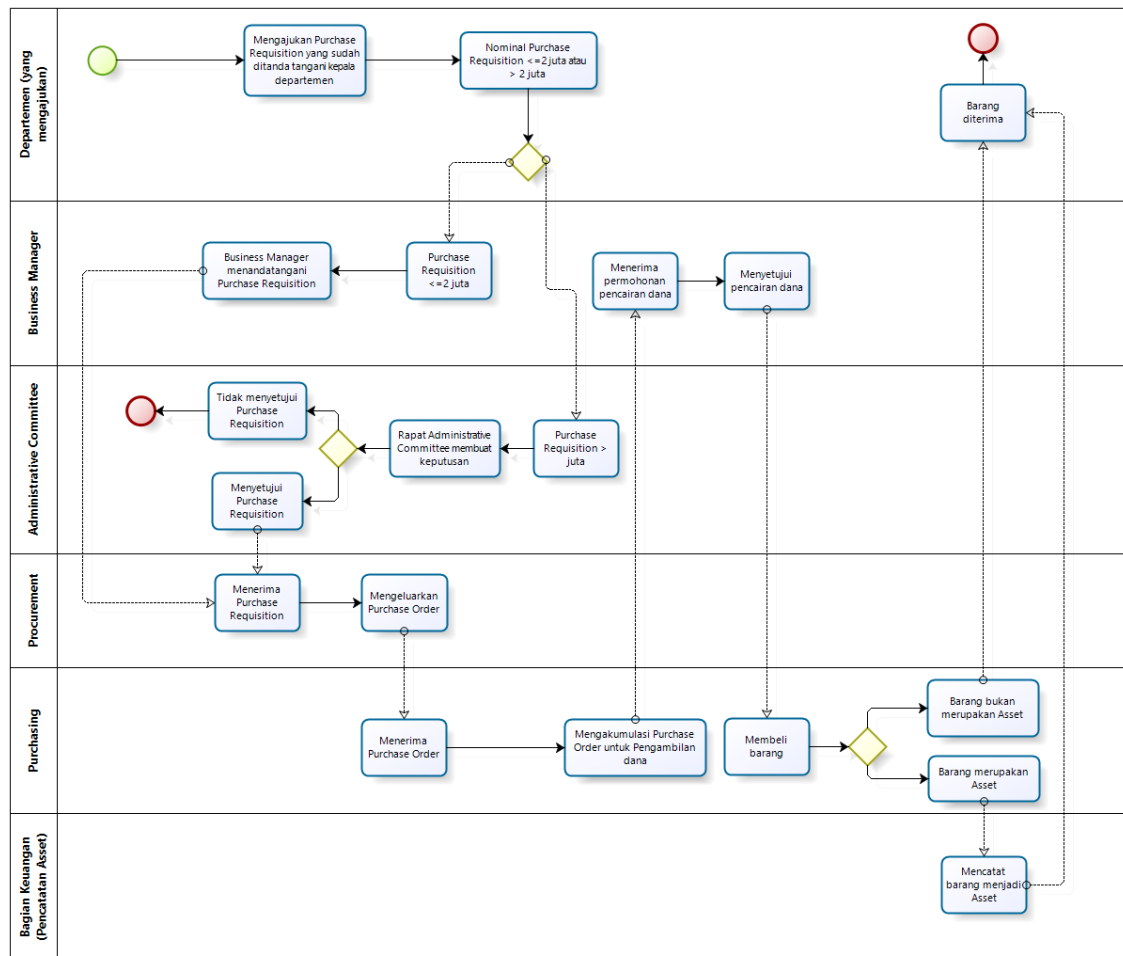 Departemen (yang
mengajukan)
Mengajukan Purchase
Requisition yang sudah
ditanda tangani kepala
departemen
Nominal Purchase
Requisition <=2 juta atau
> 2 juta
Barang
diterima
Business Manager
Business Manager
menandatangani
Purchase Requisition
Purchase
Requisition
<=2 juta
Menerima
permohonan
pencairan dana
Menyetujui
pencairan dana
Administrative Committee
Tidak menyetujui
Purchase
Requisition
Rapat Administrative
Committee membuat
keputusan
Purchase
Requisition >
juta
Menyetujui
Purchase
Requisition
Procurement
Menerima
Purchase
Requisition
Mengeluarkan
Purchase Order
Purchasing
Menerima
Purchase Order
Mengakumulasi Purchase
Order untuk Pengambilan
dana
Membeli
barang
Barang bukan
merupakan Asset
Barang merupakan
Asset
Bagian Keuangan
(Pencatatan Asset)
Mencatat
barang menjadi
Asset